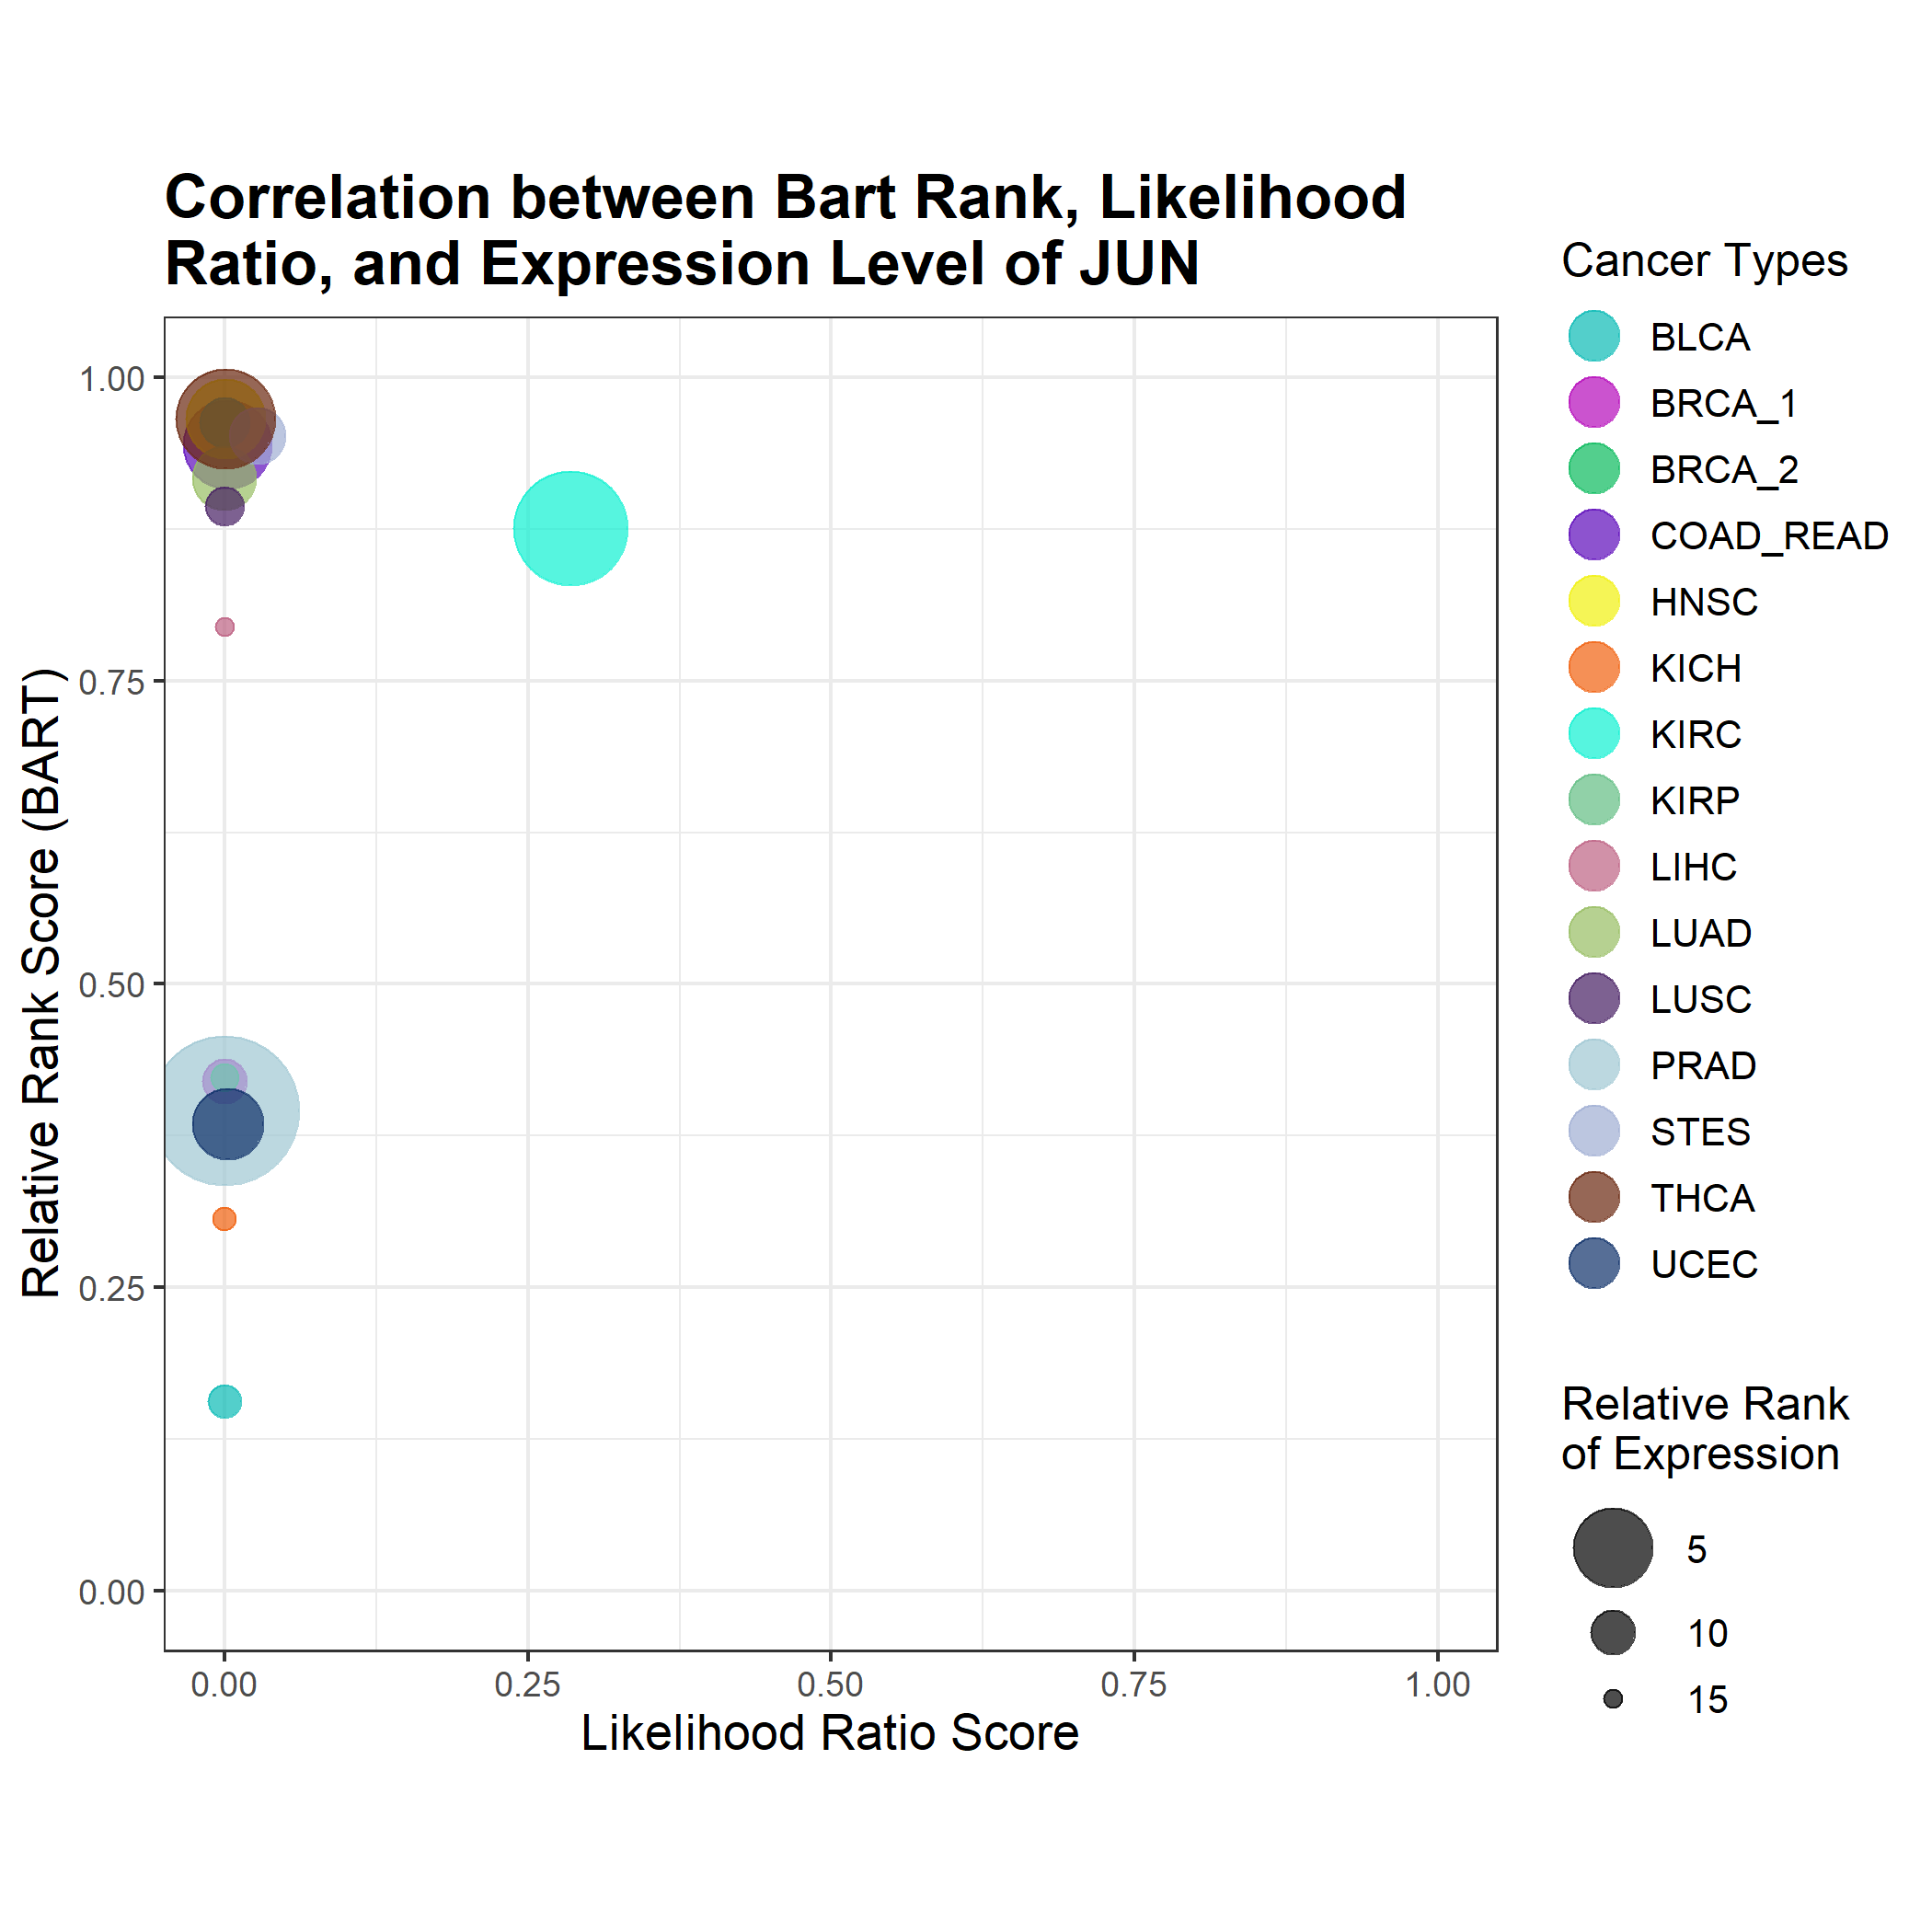 Correlation between Bart Rank, Likelihood
Ratio, and Expression Level of JUN
Relative Rank Score (BART)
1.00
0.75
0.50
0.25
0.00
0.00
0.25
0.50
0.75
1.00
Likelihood Ratio Score
Cancer Types
BLCA
BRCA_1
BRCA_2
COAD_READ
HNSC
KICH
KIRC
KIRP
LIHC
LUAD
LUSC
PRAD
STES
THCA
UCEC
Relative Rank
of Expression
5
10
15